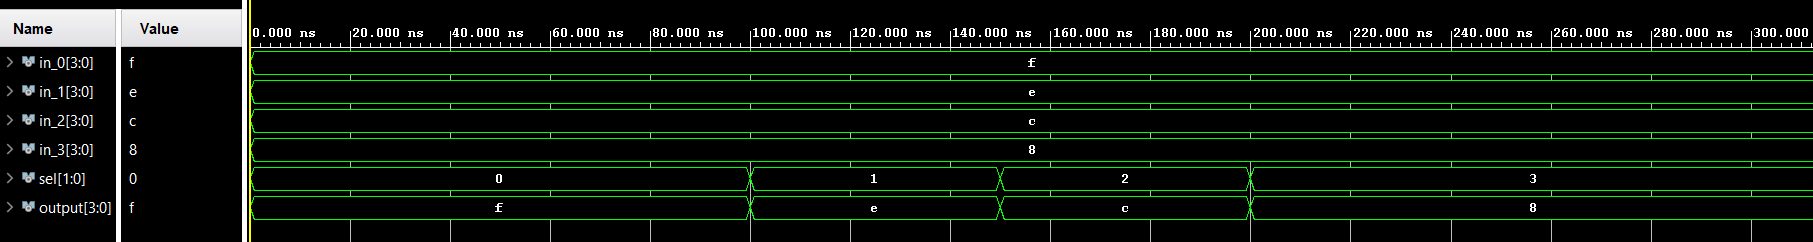 Name Value 0.000 ns 20.000 ns 40.000 ns 60.000 ns 80.000 ns 100.000 ns 120.000 ns 140.000 ns 160.000 ns 180.000 ns 200.000 ns 220.000 ns 240.000 ns 260.000 ns 280.000 ns 300.000
in_0[3:0] f f
in_1[3:0] e e
in_2[3:0] c c
in_3[3:0] 8 8
sel[1:0] 0 0 1 2 3
output[3:0] f f e c 8